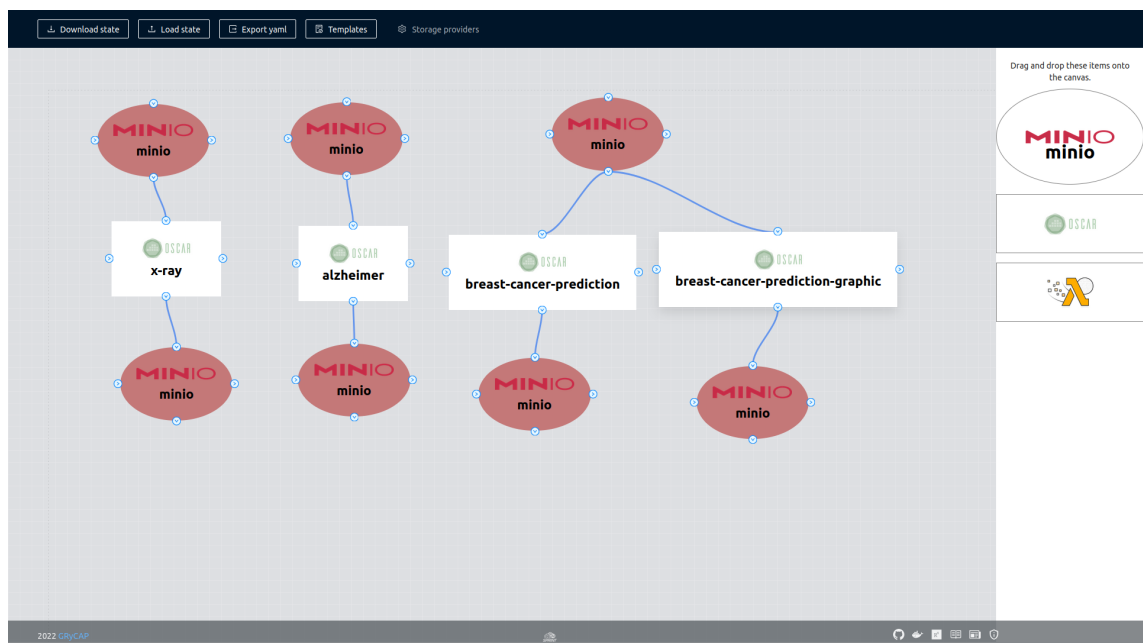 Download state
Load state
Export yaml
Templates
Storage providers
Drag and drop these items onto
the canvas.
MINIO
minio
OSCAR
MINIO
minio
MINIO
minio
MINIO
minio
OSCAR
x-ray
OSCAR
alzheimer
OSCAR
breast-cancer-prediction
OSCAR
breast-cancer-prediction-graphic
MINIO
minio
MINIO
minio
MINIO
minio
MINIO
minio
2022 GRyCAP